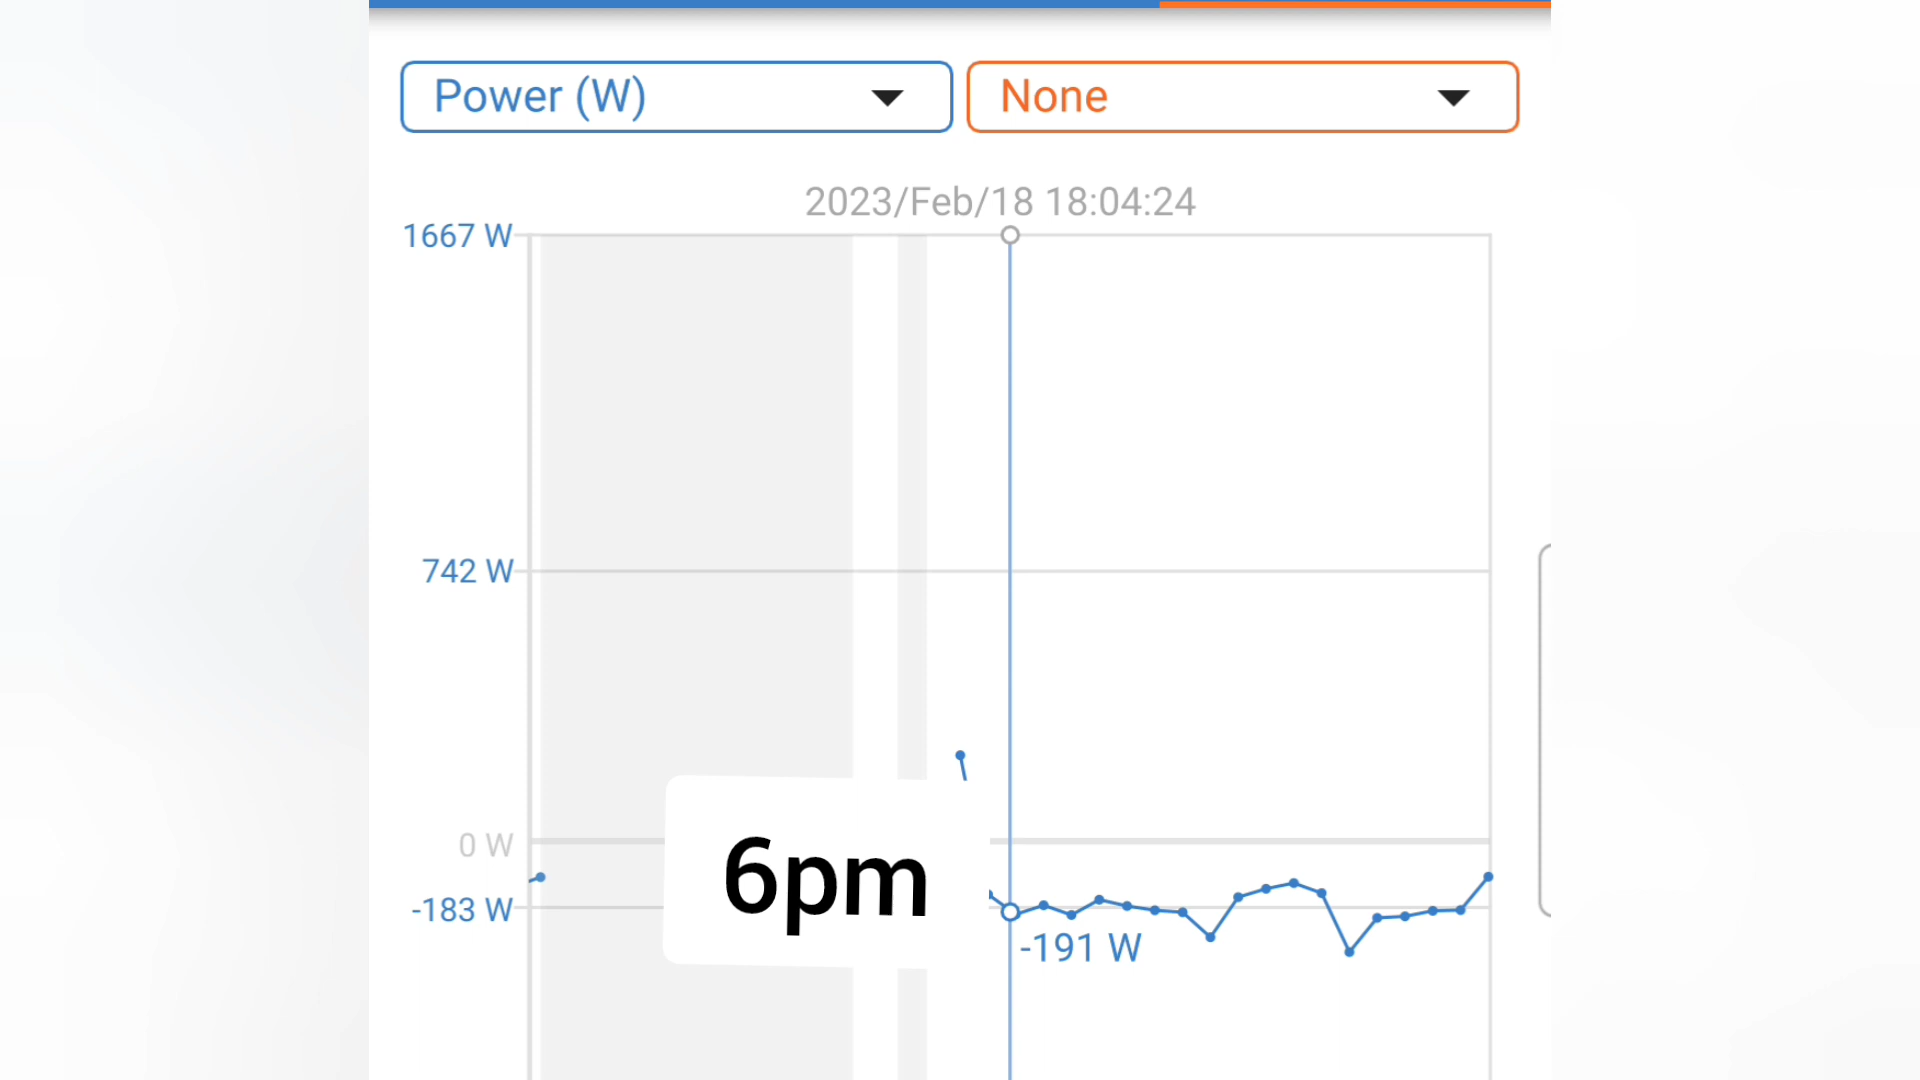 Power (W)
None
2023/Feb/18 18:04:24
1667 W
742 W
0 W
-183 W
6pm
-191 W